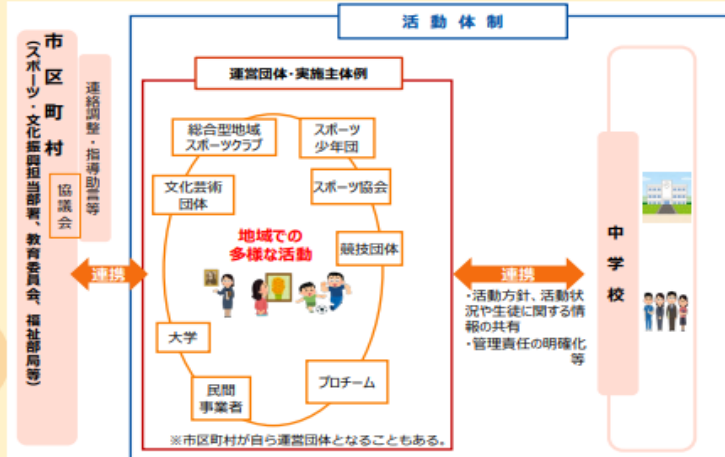 活動体制
市区町村
(スポーツ・文化振興担当部署、教育委員会、福祉部局等)
協議会
連絡調整・指導助言等
連携
運営団体・実施主体例
総合型地域
スポーツクラブ
スポーツ
少年団
文化芸術
団体
スポーツ協会
競技団体
地域での
多様な活動
大学
民間
事業者
プロチーム
※市区町村が自ら運営団体となることもある。
連携
・活動方針、活動状
況や生徒に関する情
報の共有
・管理責任の明確化
等
中学校